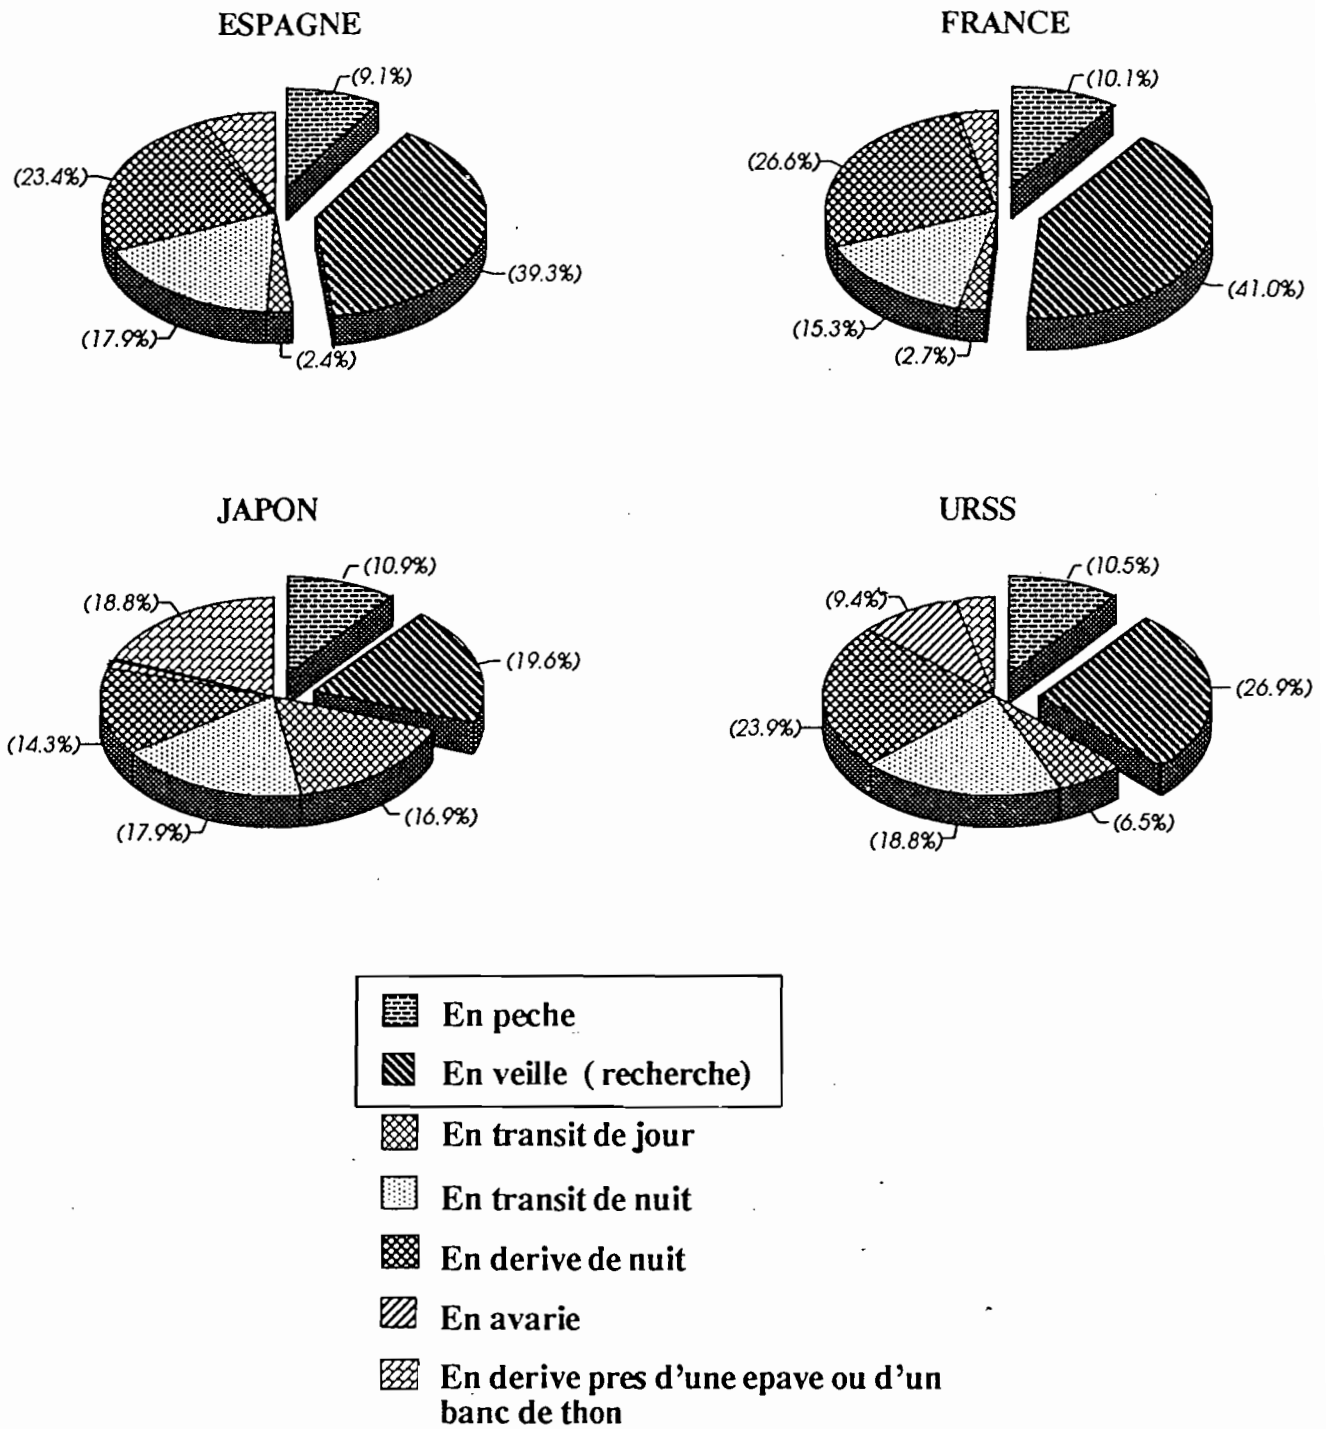 ESPAGNE
(9.1%)
(23.4%)
(39.3%)
(17.9%)
(2.4%)
FRANCE
(10.1%)
(26.6%)
(41.0%)
(15.3%)
(2.7%)
JAPON
(10.9%)
(18.8%)
(19.6%)
(14.3%)
(16.9%)
(17.9%)
URSS
(10.5%)
(9.4%)
(26.9%)
(23.9%)
(6.5%)
(18.8%)
En peche
En veille ( recherche)
En transit de jour
En transit de nuit
En derive de nuit
En avarie
En derive pres d'une epave ou d'un
banc de thon